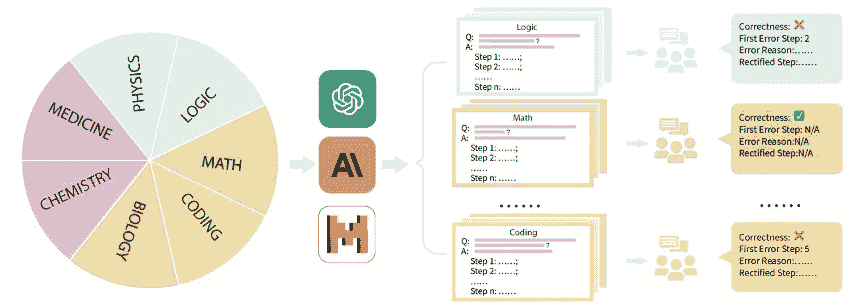 PHYSICS
LOGIC
MATH
CODING
BIOLOGY
CHEMISTRY
MEDICINE
A\
Logic
Q:
?
A:
Step 1: ......;
Step 2: ......;
......
Step n: ......
Correctness: ❌
First Error Step: 2
Error Reason:......
Rectified Step:......
Math
Q:
?
A:
Step 1: ......;
Step 2: ......;
......
Step n: ......
Correctness: ✅
First Error Step: N/A
Error Reason:N/A
Rectified Step:N/A
......
......
Coding
Q:
?
A:
Step 1: ......;
Step 2: ......;
......
Step n: ......
Correctness: ❌
First Error Step: 5
Error Reason:......
Rectified Step:......